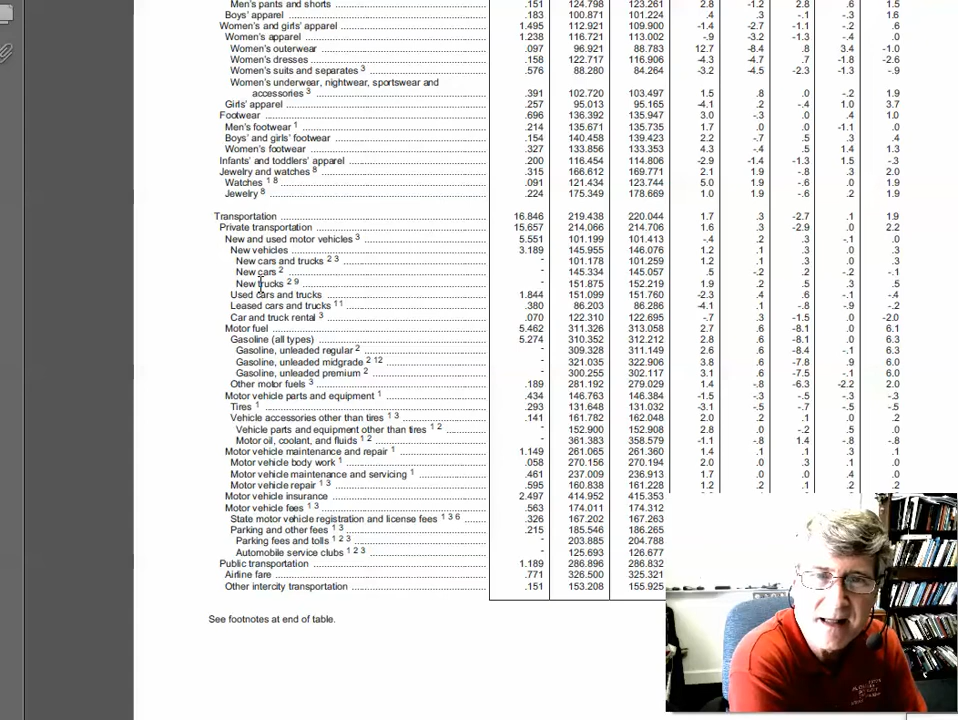 Men's pants and shorts .151 124.798 123.261 2.8 -1.2 2.8 .6 1.5
Boys' apparel .183 100.871 101.224 .4 .3 -.1 -.3 1.6
Women's and girls' apparel 1.495 112.921 109.900 -1.4 -2.7 -1.1 -.2 .6
Women's apparel 1.238 116.721 113.002 -.9 -3.2 -1.3 -.4 .0
Women's outerwear .097 96.921 88.783 12.7 -8.4 .8 3.4 -1.0
Women's dresses .158 122.717 116.906 -4.3 -4.7 .7 -1.8 -2.6
Women's suits and separates 3 .576 88.280 84.264 -3.2 -4.5 -2.3 -1.3 -.9
Women's underwear, nightwear, sportswear and
accessories 3 .391 102.720 103.497 1.5 .8 .0 -.2 1.9
Girls' apparel .257 95.013 95.165 -4.1 .2 -.4 1.0 3.7
Footwear .696 136.392 135.947 3.0 -.3 .0 .4 1.0
Men's footwear 1 .214 135.671 135.735 1.7 .0 .0 -1.1 .0
Boys' and girls' footwear .154 140.458 139.423 2.2 -.7 .5 .3 .4
Women's footwear .327 133.856 133.353 4.3 -.4 .5 1.4 1.3
Infants' and toddlers' apparel .200 116.454 114.806 -2.9 -1.4 -1.3 1.5 -.3
Jewelry and watches 8 .315 166.612 169.771 2.1 1.9 -.8 .3 2.0
Watches 1 8 .091 121.434 123.744 5.0 1.9 -.6 .0 1.9
Jewelry 8 .224 175.349 178.669 1.0 1.9 -.6 .2 1.9
Transportation 16.846 219.438 220.044 1.7 .3 -2.7 .1 1.9
Private transportation 15.657 214.066 214.706 1.6 .3 -2.9 .0 2.2
New and used motor vehicles 3 5.551 101.199 101.413 -.4 .2 .3 -.1 .0
New vehicles 3.189 145.955 146.076 1.2 .1 .3 .0 .3
New cars and trucks 2 3 - 101.178 101.259 1.2 .1 .3 .0 .3
New cars 2 - 145.334 145.057 .5 -.2 .2 -.2 -.1
New trucks 2 9 - 151.875 152.219 1.9 .2 .5 .3 .5
Used cars and trucks 1.844 151.099 151.760 -2.3 .4 .6 -.1 -.4
Leased cars and trucks 11 .380 86.203 86.286 -4.1 .1 -.8 -.9 -.2
Car and truck rental 3 .070 122.310 122.695 -.7 .3 -1.5 .0 -2.0
Motor fuel 5.462 311.326 313.058 2.7 .6 -8.1 .0 6.1
Gasoline (all types) 5.274 310.352 312.212 2.8 .6 -8.1 .0 6.3
Gasoline, unleaded regular 2 - 309.328 311.149 2.6 .6 -8.4 -.1 6.3
Gasoline, unleaded midgrade 2 12 - 321.035 322.906 3.8 .6 -7.8 .9 6.0
Gasoline, unleaded premium 2 - 300.255 302.117 3.1 .6 -7.5 -.1 6.0
Other motor fuels 3 .189 281.192 279.029 1.4 -.8 -6.3 -2.2 2.0
Motor vehicle parts and equipment 1 .434 146.763 146.384 -1.5 -.3 -.5 -.3 -.3
Tires 1 .293 131.648 131.032 -3.1 -.5 -.7 -.5 -.5
Vehicle accessories other than tires 1 3 .141 161.782 162.048 2.0 .2 .1 .0 .2
Vehicle parts and equipment other than tires 1 2 - 152.900 152.908 2.8 .0 -.2 .5 .0
Motor oil, coolant, and fluids 1 2 - 361.383 358.579 -1.1 -.8 1.4 -.8 -.8
Motor vehicle maintenance and repair 1 1.149 261.065 261.360 1.4 .1 .1 .3 .1
Motor vehicle body work 1 .058 270.156 270.194 2.0 .0 .3 .1 .0
Motor vehicle maintenance and servicing 1 .461 237.009 236.913 1.7 .0 .0 .4 .0
Motor vehicle repair 1 3 .595 160.838 161.228 1.2 .2 .1 .2 .2
Motor vehicle insurance 2.497 414.952 415.353
Motor vehicle fees 1 3 .563 174.011 174.312
State motor vehicle registration and license fees 1 3 6 .326 167.202 167.263
Parking and other fees 1 3 .215 185.546 186.265
Parking fees and tolls 1 2 3 - 203.885 204.788
Automobile service clubs 1 2 3 - 125.693 126.677
Public transportation 1.189 286.896 286.832
Airline fare .771 326.500 325.321
Other intercity transportation .151 153.208 155.925
See footnotes at end of table.